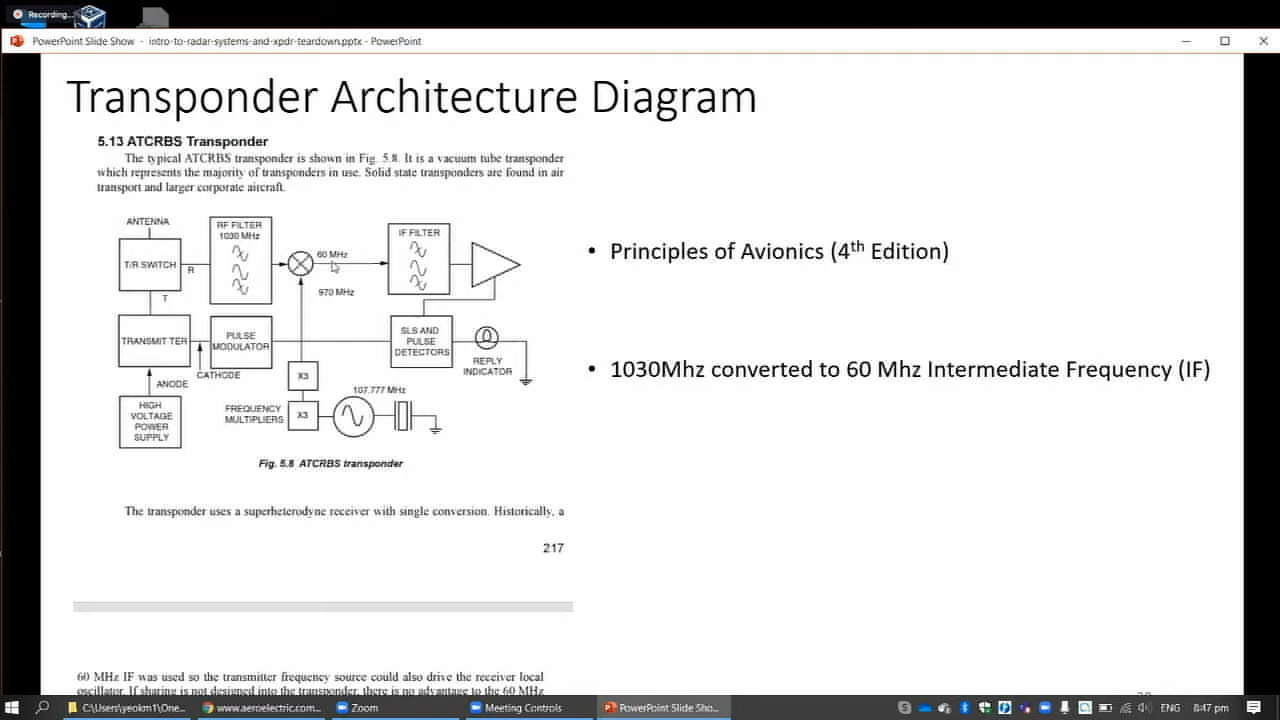 Recording...
PowerPoint Slide Show - intro-to-radar-systems-and-xpdr-teardown.pptx - PowerPoint
Transponder Architecture Diagram
5.13 ATCRBS Transponder
The typical ATCRBS transponder is shown in Fig. 5.8. It is a vacuum tube transponder
which represents the majority of transponders in use. Solid state transponders are found in air
transport and larger corporate aircraft.
ANTENNA
T/R SWITCH
R
T
RF FILTER
1030 MHz
60 MHz
970 MHz
IF FILTER
TRANSMIT TER
PULSE
MODULATOR
CATHODE
ANODE
SLS AND
PULSE
DETECTORS
REPLY
INDICATOR
HIGH
VOLTAGE
POWER
SUPPLY
X3
107.777 MHz
FREQUENCY
MULTIPLIERS
X3
Fig. 5.8 ATCRBS transponder
The transponder uses a superheterodyne receiver with single conversion. Historically, a
217
60 MHz IF was used so the transmitter frequency source could also drive the receiver local
oscillator. If sharing is not designed into the transponder, there is no advantage to the 60 MHz
• Principles of Avionics (4th Edition)
• 1030Mhz converted to 60 Mhz Intermediate Frequency (IF)
C:\Users\yeokm1\One...
www.aeroelectric.com...
Zoom
Meeting Controls
PowerPoint Slide Sho...
ENG
8:47 pm